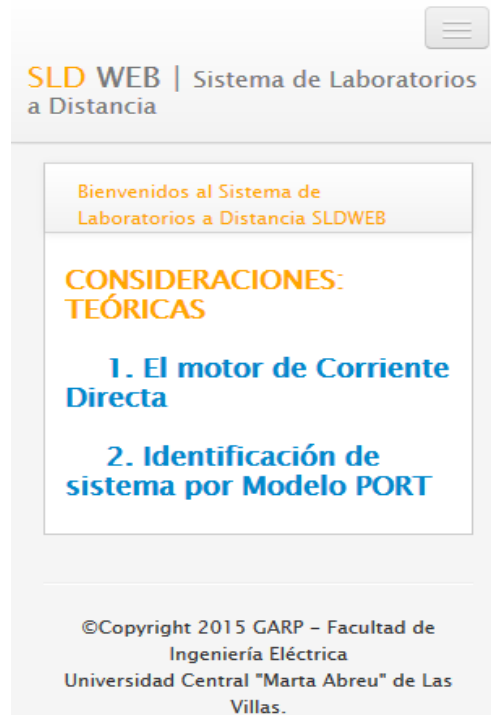 SLD WEB | Sistema de Laboratorios
a Distancia
Bienvenidos al Sistema de
Laboratorios a Distancia SLDWEB
CONSIDERACIONES:
TEÓRICAS
1. El motor de Corriente
Directa
2. Identificación de
sistema por Modelo PORT
©Copyright 2015 GARP – Facultad de
Ingeniería Eléctrica
Universidad Central "Marta Abreu" de Las
Villas.